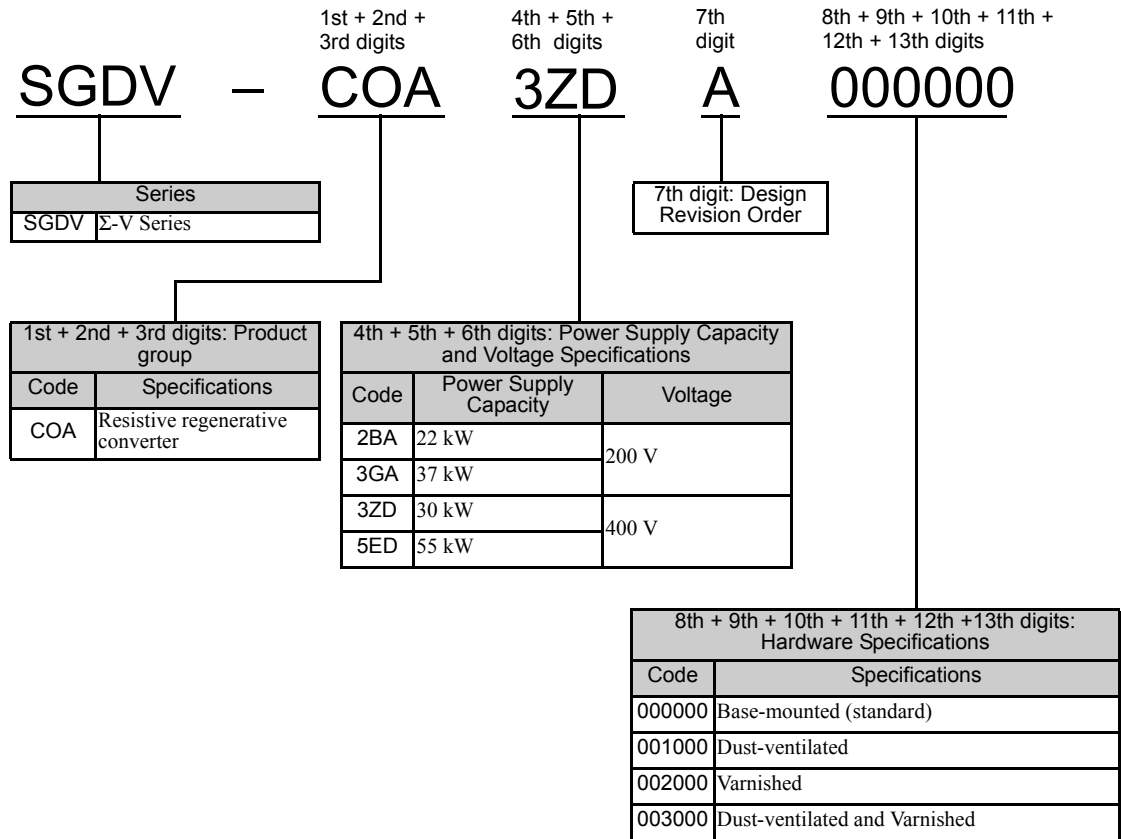 1st + 2nd +
3rd digits
4th + 5th +
6th digits
7th
digit
8th + 9th + 10th + 11th +
12th + 13th digits
SGDV – COA 3ZD A 000000
Series
SGDV Σ-V Series
7th digit: Design
Revision Order
1st + 2nd + 3rd digits: Product
group
Code Specifications
COA Resistive regenerative
converter
4th + 5th + 6th digits: Power Supply Capacity
and Voltage Specifications
Code Power Supply
Capacity Voltage
2BA 22 kW
200 V
3GA 37 kW
3ZD 30 kW
400 V
5ED 55 kW
8th + 9th + 10th + 11th + 12th +13th digits:
Hardware Specifications
Code Specifications
000000 Base-mounted (standard)
001000 Dust-ventilated
002000 Varnished
003000 Dust-ventilated and Varnished